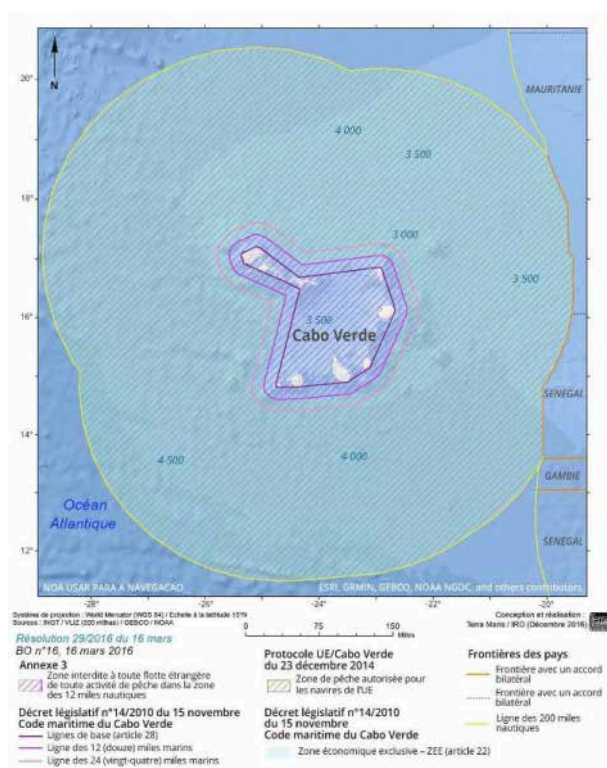 20°
N
MAURITANIE
4 000
3 500
18°
3 000
3 500
16°
3 500
Cabo Verde
SENEGAL
14°
4 500
4 000
GAMBIE
Océan
Atlantique
SENEGAL
12°
NOA USAR PARA A NAVEGACAO
ESRI, GRMIN, GEBCO, NOAA NGDC, and others contributors
-28°
-26°
-24°
-22°
-20°
Système de projection : World Mercator (WGS 84) / Echelle à la latitude 15°N
Sources : INGT / VLIZ (200 milhas) / GEBCO / NOAA
0 75 150
Miles
Conception et réalisation :
Terra Maris / IRD (Décembre 2016)
Résolution 29/2016 du 16 mars
BO n°16, 16 mars 2016
Annexe 3
Zone interdite à toute flotte étrangère
de toute activité de pêche dans la zone
des 12 miles nautiques
Décret législatif n°14/2010 du 15 novembre
Code maritime du Cabo Verde
Lignes de base (article 28)
Ligne des 12 (douze) miles marins
Ligne des 24 (vingt-quatre) miles marins
Protocole UE/Cabo Verde
du 23 décembre 2014
Zone de pêche autorisée pour
les navires de l'UE
Décret législatif n°14/2010
du 15 novembre
Code maritime du Cabo Verde
Zone économique exclusive – ZEE (article 22)
Frontières des pays
Frontière avec un accord
bilatéral
Frontière avec un accord
bilatéral
Ligne des 200 miles
nautiques